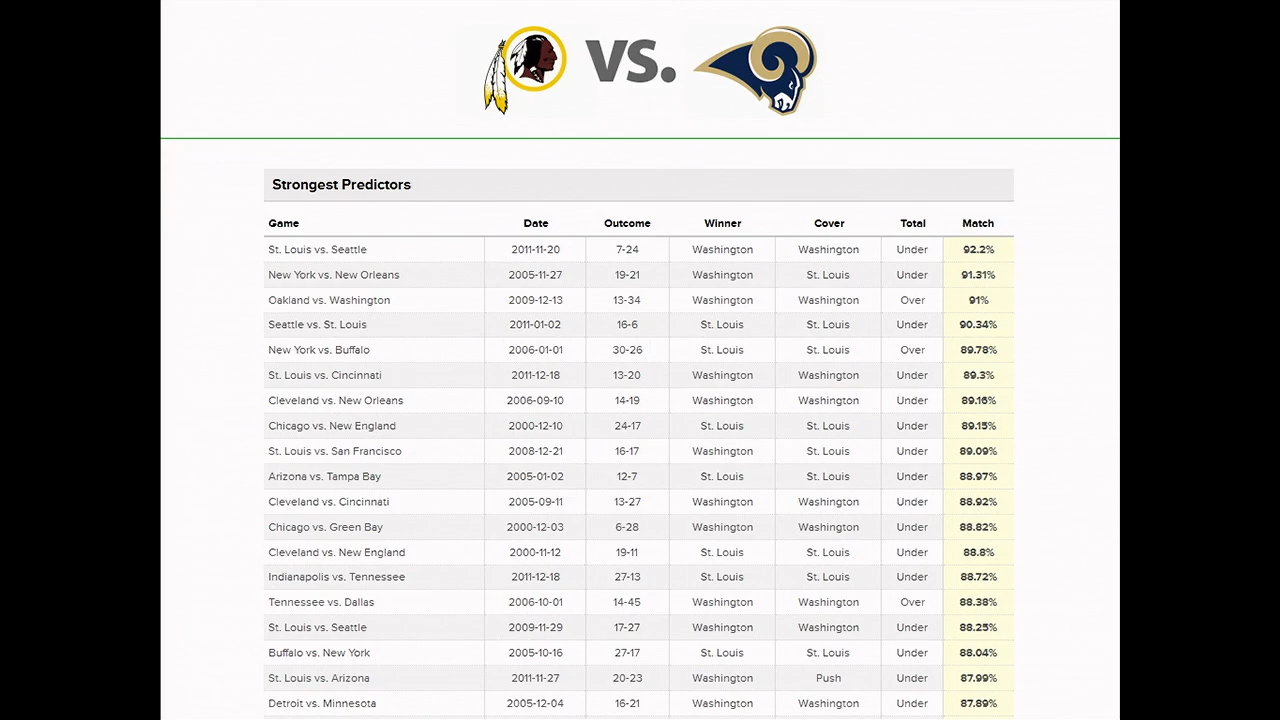 VS.
Strongest Predictors
Game Date Outcome Winner Cover Total Match
St. Louis vs. Seattle 2011-11-20 7-24 Washington Washington Under 92.2%
New York vs. New Orleans 2005-11-27 19-21 Washington St. Louis Under 91.31%
Oakland vs. Washington 2009-12-13 13-34 Washington Washington Over 91%
Seattle vs. St. Louis 2011-01-02 16-6 St. Louis St. Louis Under 90.34%
New York vs. Buffalo 2006-01-01 30-26 St. Louis St. Louis Over 89.78%
St. Louis vs. Cincinnati 2011-12-18 13-20 Washington Washington Under 89.3%
Cleveland vs. New Orleans 2006-09-10 14-19 Washington Washington Under 89.16%
Chicago vs. New England 2000-12-10 24-17 St. Louis St. Louis Under 89.15%
St. Louis vs. San Francisco 2008-12-21 16-17 Washington St. Louis Under 89.09%
Arizona vs. Tampa Bay 2005-01-02 12-7 St. Louis St. Louis Under 88.97%
Cleveland vs. Cincinnati 2005-09-11 13-27 Washington Washington Under 88.92%
Chicago vs. Green Bay 2000-12-03 6-28 Washington Washington Under 88.82%
Cleveland vs. New England 2000-11-12 19-11 St. Louis St. Louis Under 88.8%
Indianapolis vs. Tennessee 2011-12-18 27-13 St. Louis St. Louis Under 88.72%
Tennessee vs. Dallas 2006-10-01 14-45 Washington Washington Over 88.38%
St. Louis vs. Seattle 2009-11-29 17-27 Washington Washington Under 88.25%
Buffalo vs. New York 2005-10-16 27-17 St. Louis St. Louis Under 88.04%
St. Louis vs. Arizona 2011-11-27 20-23 Washington Push Under 87.99%
Detroit vs. Minnesota 2005-12-04 16-21 Washington Washington Under 87.89%